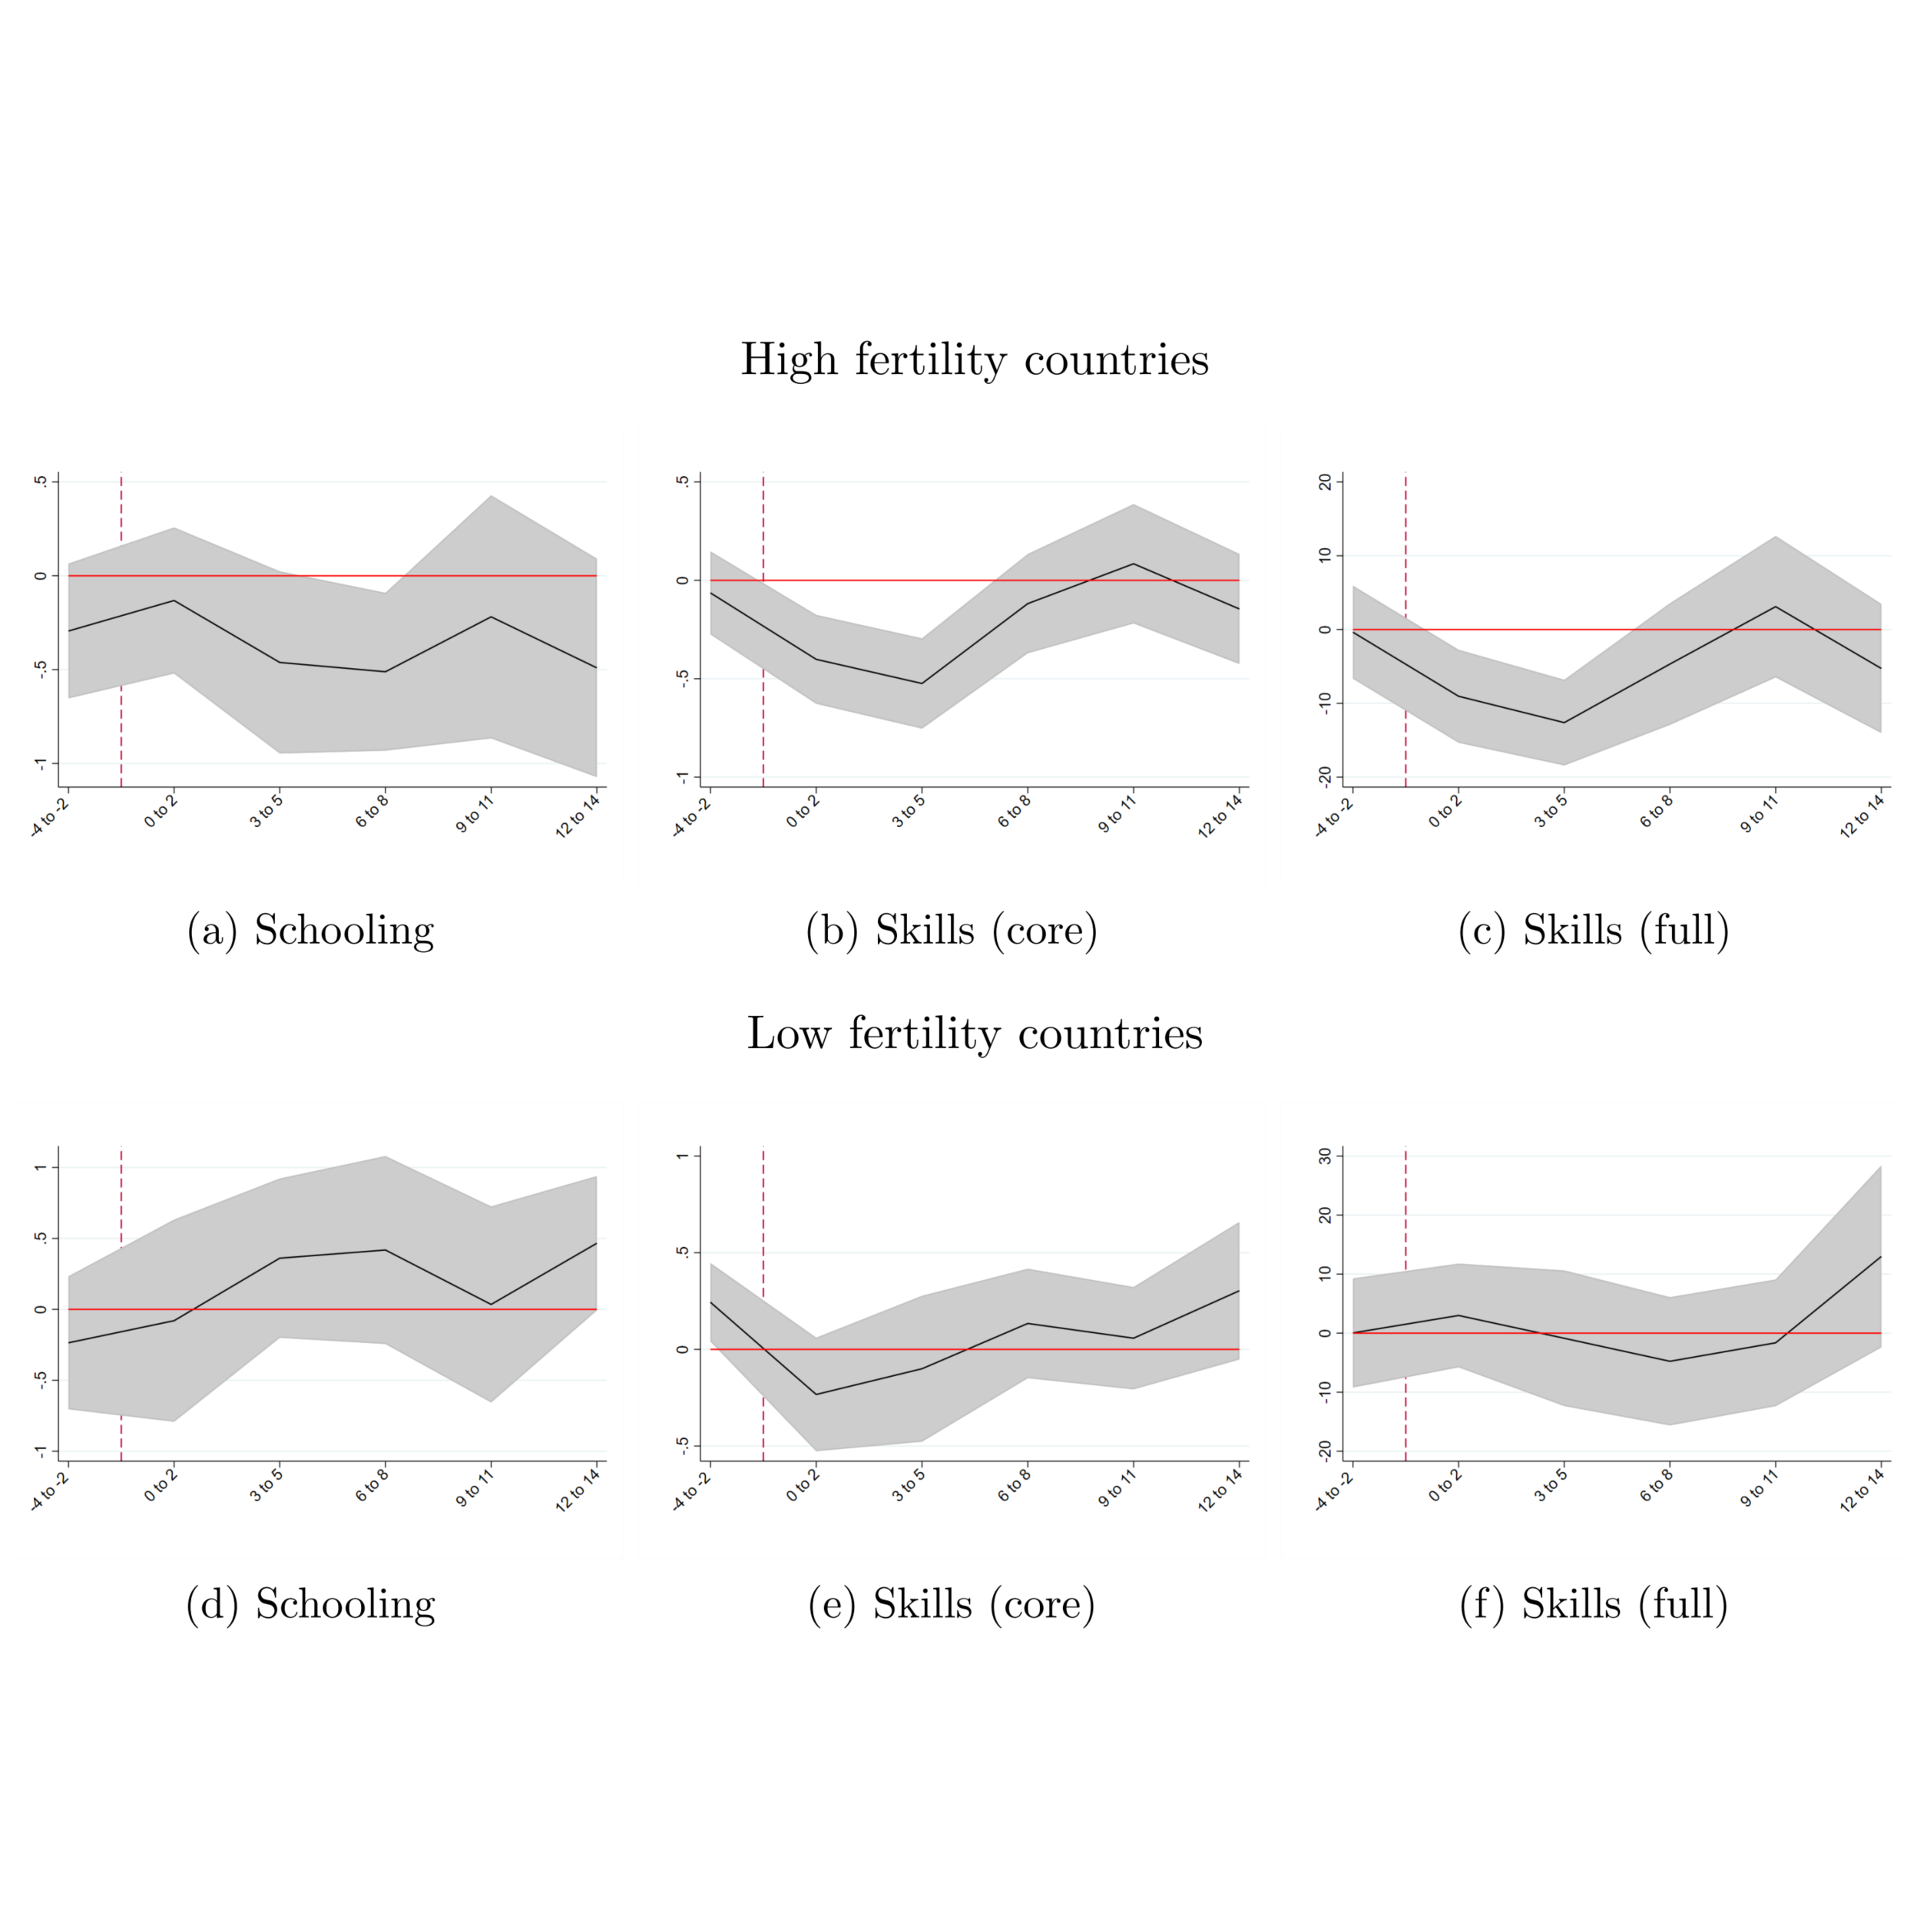 High fertility countries
.5
0
-.5
-1
-4 to -2
0 to 2
3 to 5
6 to 8
9 to 11
12 to 14
.5
0
-.5
-1
-4 to -2
0 to 2
3 to 5
6 to 8
9 to 11
12 to 14
20
10
0
-10
-20
-4 to -2
0 to 2
3 to 5
6 to 8
9 to 11
12 to 14
(a) Schooling
(b) Skills (core)
(c) Skills (full)
Low fertility countries
1
.5
0
-.5
-1
-4 to -2
0 to 2
3 to 5
6 to 8
9 to 11
12 to 14
1
.5
0
-.5
-4 to -2
0 to 2
3 to 5
6 to 8
9 to 11
12 to 14
30
20
10
0
-10
-20
-4 to -2
0 to 2
3 to 5
6 to 8
9 to 11
12 to 14
(d) Schooling
(e) Skills (core)
(f) Skills (full)